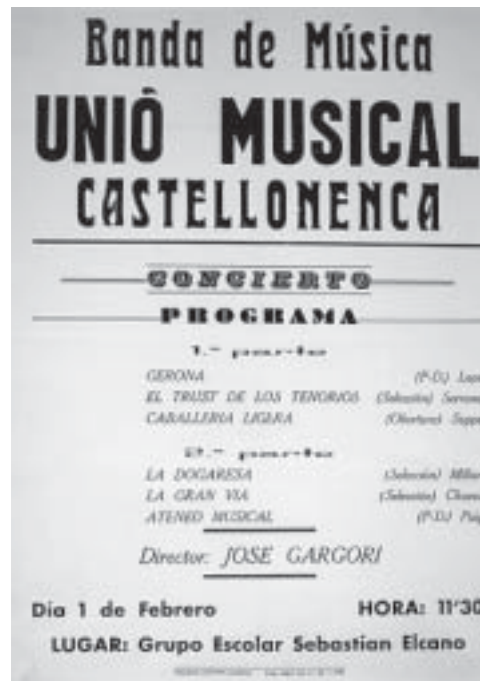 Banda de Música
UNIÓ MUSICAL
CASTELLONENCA
CONCIERTO
PROGRAMA
1.ª parte
GERONA (P-D.)
EL TRUST DE LOS TENORIOS (Selección)
CABALLERIA LIGERA (Obertura)
2.ª parte
LA DOGARESA (Selección)
LA GRAN VIA (Selección)
ATENEO MUSICAL (P-D.)
Director: JOSE GARGORI
Dia 1 de Febrero HORA: 11'30
LUGAR: Grupo Escolar Sebastian Elcano